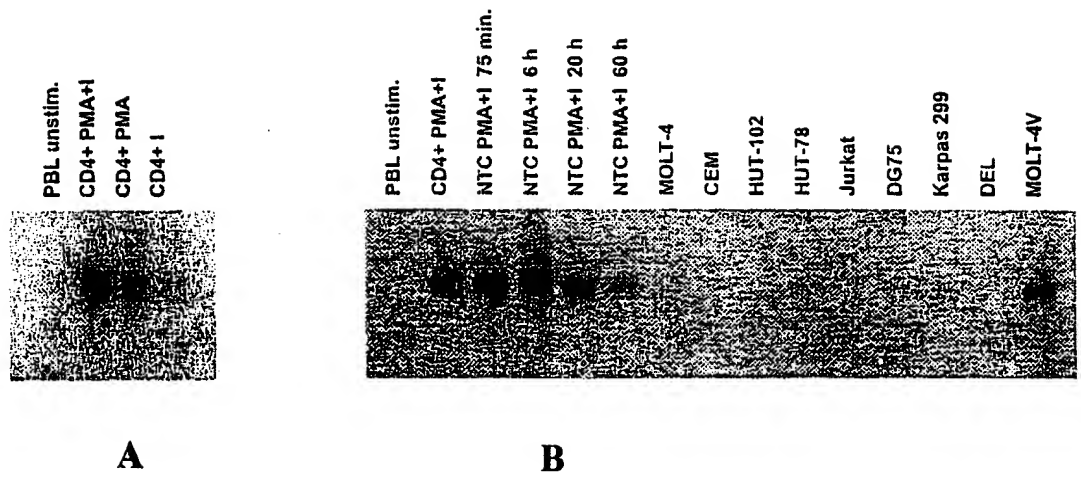 PBL unstim.
CD4+ PMA+I
CD4+ PMA
CD4+ I
PBL unstim.
CD4+ PMA+I
NTC PMA+I 75 min.
NTC PMA+I 6 h
NTC PMA+I 20 h
NTC PMA+I 60 h
MOLT-4
CEM
HUT-102
HUT-78
Jurkat
DG75
Karpas 299
DEL
MOLT-4V
A
B